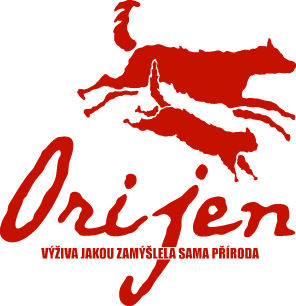 Orijen
VÝŽIVA JAKOU ZAMÝŠLELA SAMA PŘÍRODA